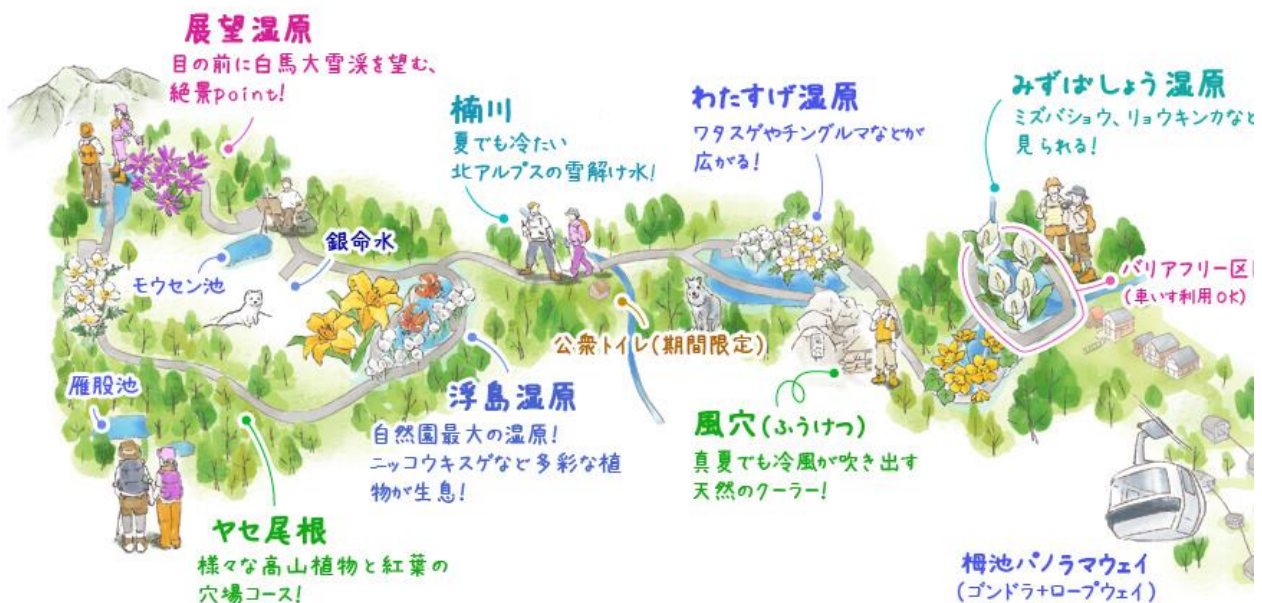 展望湿原
目の前に白馬大雪渓を望む、
絶景point!
楠川
夏でも冷たい
北アルプスの雪解け水!
わたすげ湿原
ワタスゲやチングルマなどが
広がる!
みずばしょう湿原
ミズバショウ、リョウキンカなど
見られる!
バリアフリー区
(車いす利用OK)
モウセン池
銀命水
公衆トイレ(期間限定)
雁股池
浮島湿原
自然園最大の湿原!
ニッコウキスゲなど多彩な植
物が生息!
風穴(ふうけつ)
真夏でも冷風が吹き出す
天然のクーラー!
ヤセ尾根
様々な高山植物と紅葉の
穴場コース!
栂池パノラマウェイ
(ゴンドラ+ロープウェイ)